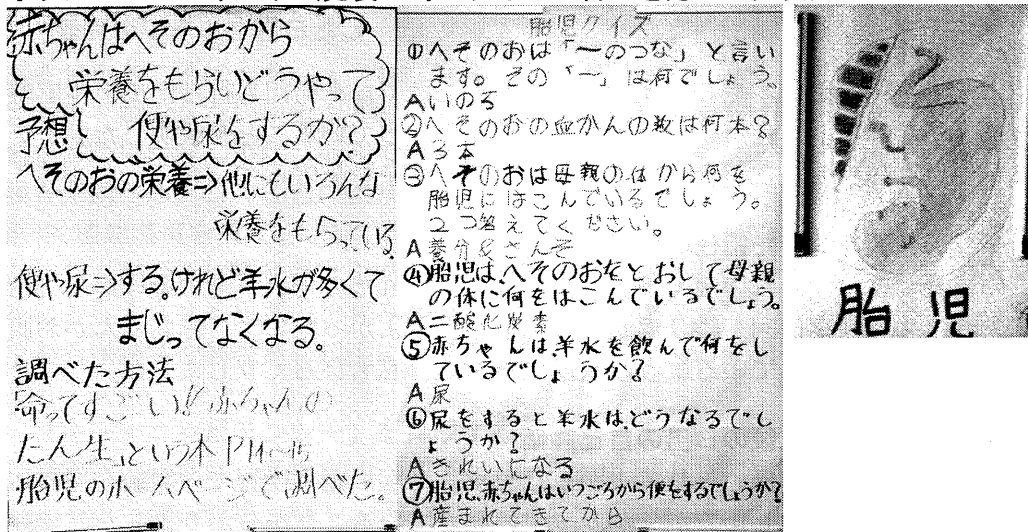 赤ちゃんはへそのおから
栄養をもらいどうやって
便や尿をするか?
予想
へそのおの栄養⇒他にもいろんな
栄養をもらっている。
便や尿⇒する。けれど羊水が多くて
まじってなくなる。
調べた方法
「命ってすごい!!赤ちゃんの
たん生」という本
胎児のホームページで調べた。
胎児クイズ
①へそのおは「ーのつな」と言い
ます。その「ー」は何でしょう。
Aいのち
②へそのおの血かんの数は何本?
A3本
③へそのおは母親の体から何を
胎児にはこんでいるでしょう。
2つ答えてください。
A養分&さんそ
④胎児は、へそのおをとおして母親
の体に何をはこんでいるでしょう。
A二酸化炭素
⑤赤ちゃんは羊水を飲んで何をし
ているでしょうか?
A尿
⑥尿をすると羊水は、どうなるでし
ょうか?
Aきれいになる
⑦胎児、赤ちゃんはいつごろから便をするでしょうか?
A産まれてきてから
胎児